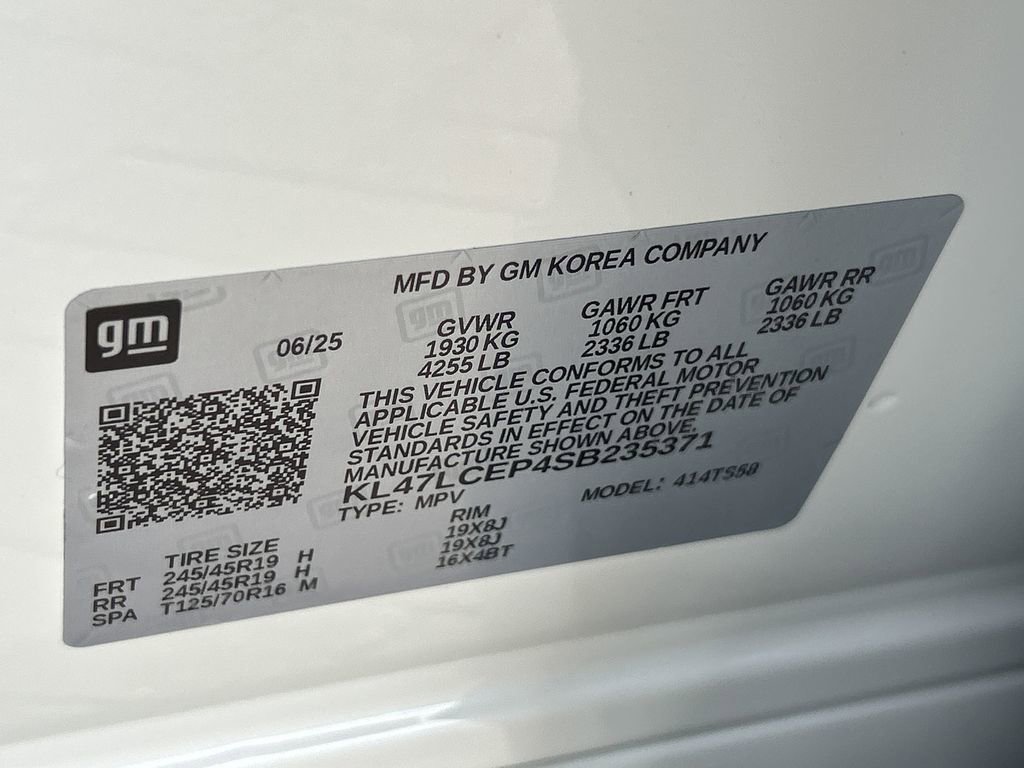 MFD BY GM KOREA COMPANY
gm
06/25
GVWR
1930 KG
4255 LB
GAWR FRT
1060 KG
2336 LB
GAWR RR
1060 KG
2336 LB
THIS VEHICLE CONFORMS TO ALL
APPLICABLE U.S. FEDERAL MOTOR
VEHICLE SAFETY AND THEFT PREVENTION
STANDARDS IN EFFECT ON THE DATE OF
MANUFACTURE SHOWN ABOVE.
KL47LCEP4SB235371
TYPE: MPV MODEL: 414TS58
TIRE SIZE RIM
FRT 245/45R19 H 19X8J
RR 245/45R19 H 19X8J
SPA T125/70R16 M 16X4BT